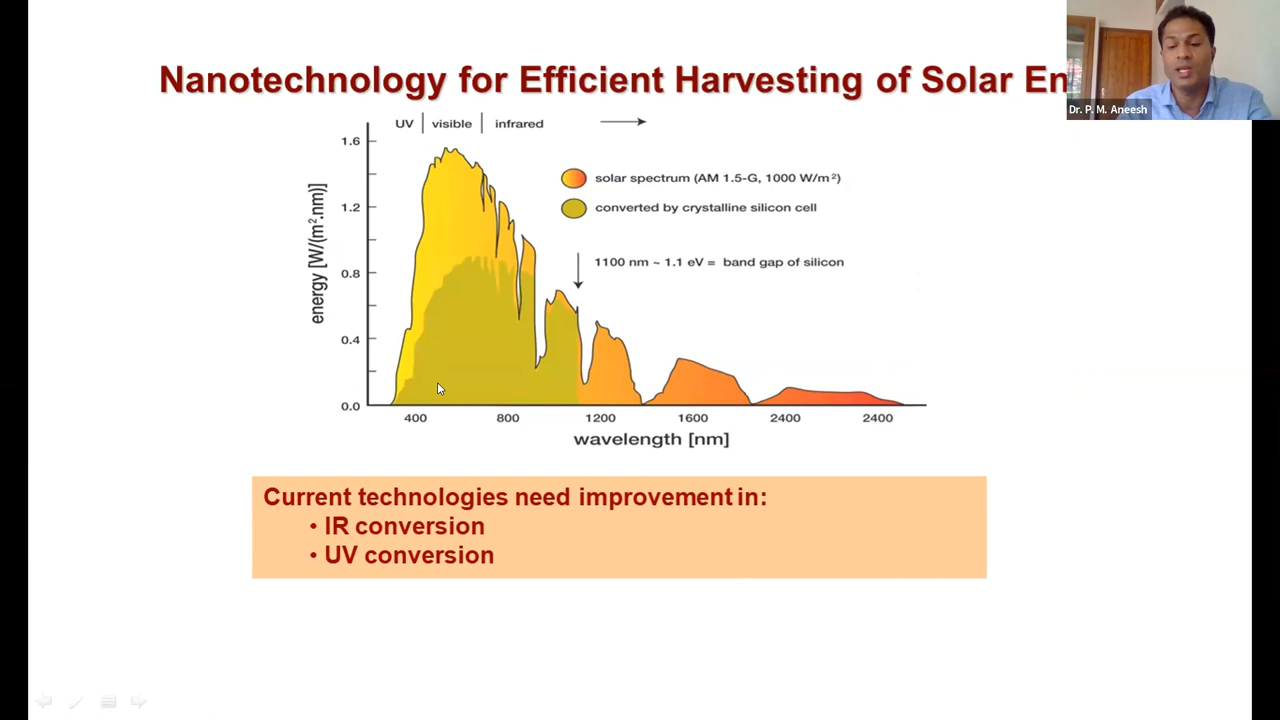 Nanotechnology for Efficient Harvesting of Solar En
Dr. P. M. Aneesh
UV | visible | infrared
1.6
1.2
0.8
0.4
0.0
energy [W/(m².nm)]
solar spectrum (AM 1.5-G, 1000 W/m²)
converted by crystalline silicon cell
1100 nm ~ 1.1 eV = band gap of silicon
400 800 1200 1600 2400 2400
wavelength [nm]
Current technologies need improvement in:
• IR conversion
• UV conversion